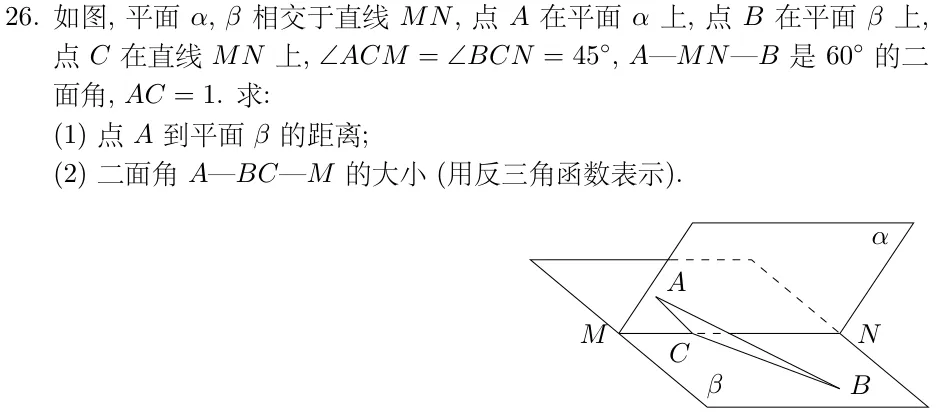 26. 如图, 平面 α, β 相交于直线 MN, 点 A 在平面 α 上, 点 B 在平面 β 上,
点 C 在直线 MN 上, ∠ACM = ∠BCN = 45°, A—MN—B 是 60° 的二
面角, AC = 1. 求:
(1) 点 A 到平面 β 的距离;
(2) 二面角 A—BC—M 的大小 (用反三角函数表示).
α
A
M
N
C
β
B